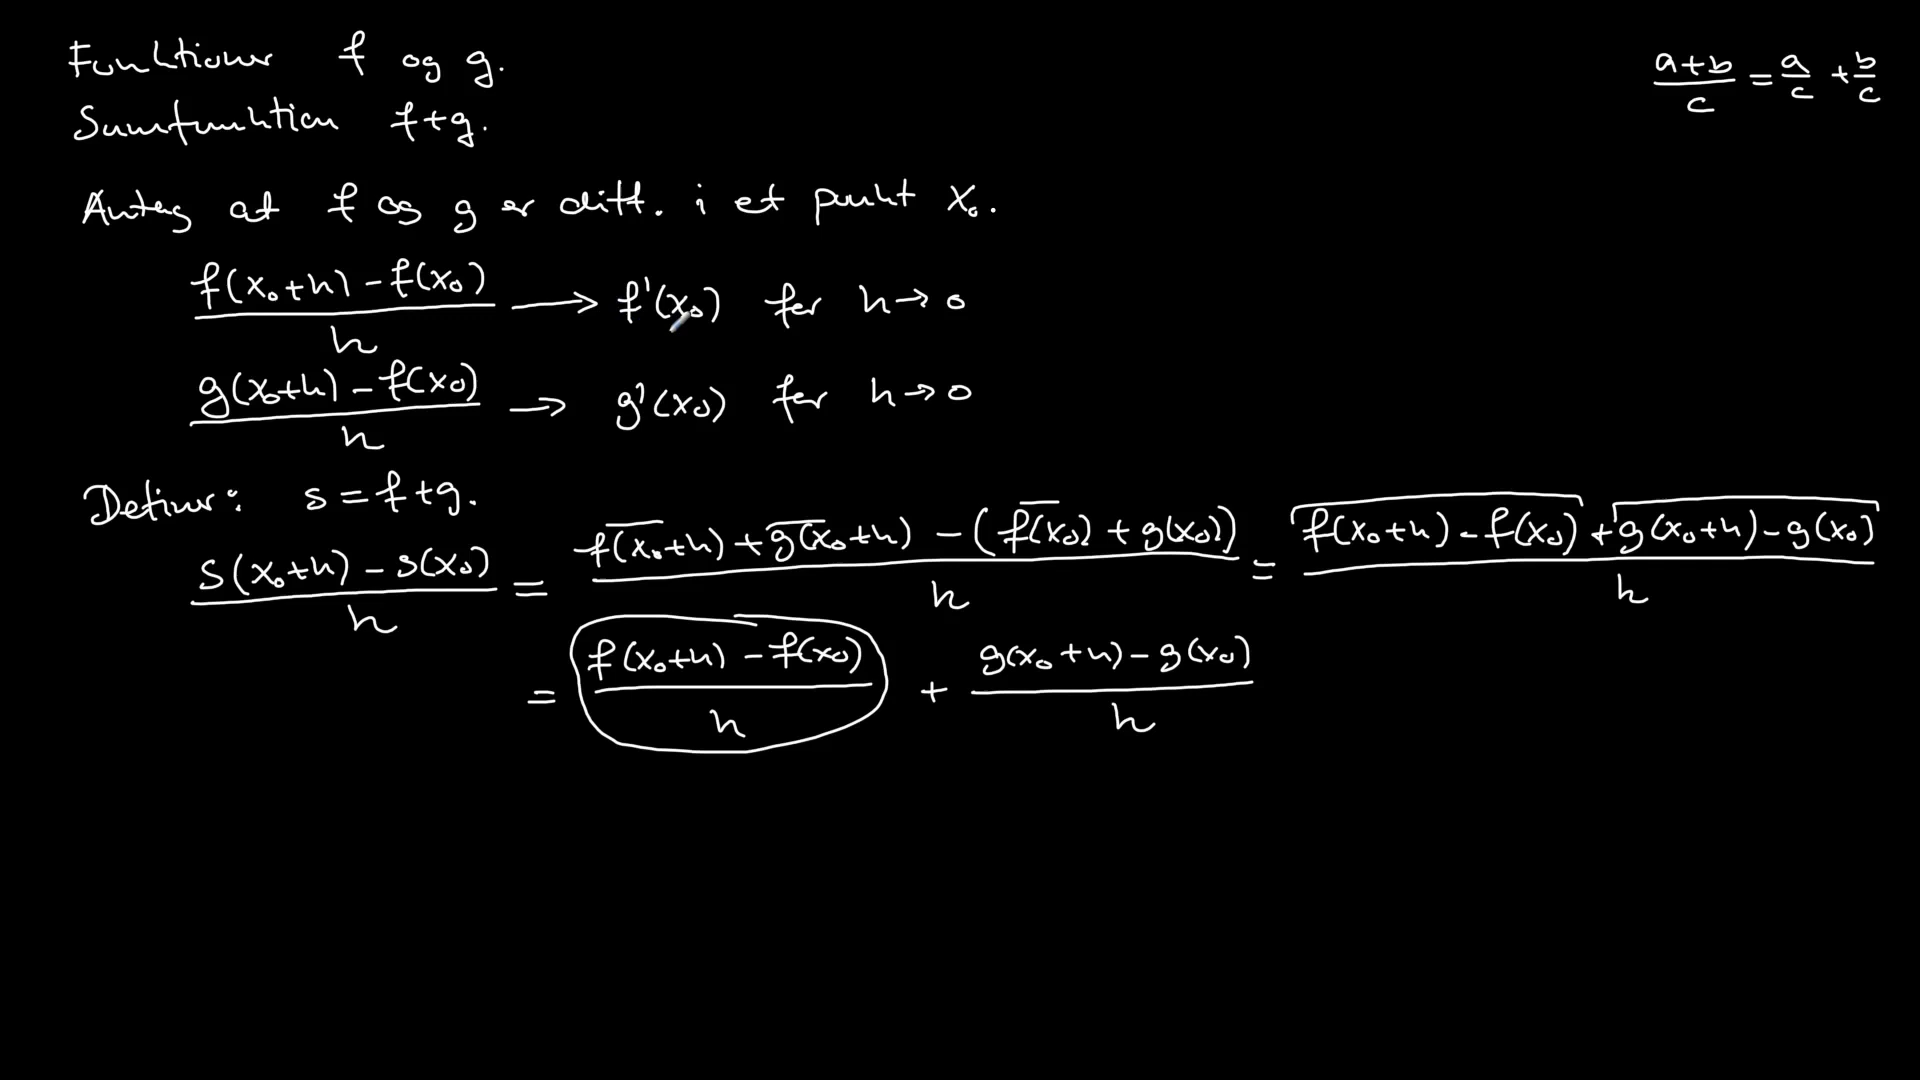 Funktioner f og g.
Sumfunktion f+g.
(a+b)/c = a/c + b/c
Antag at f og g er diff. i et punkt x₀.
(f(x₀+h) - f(x₀))/h → f'(x₀) for h→0
(g(x₀+h) - f(x₀))/h → g'(x₀) for h→0
Definer: s = f+g.
(s(x₀+h) - s(x₀))/h = (f(x₀+h) + g(x₀+h) - (f(x₀) + g(x₀)))/h = (f(x₀+h) - f(x₀) + g(x₀+h) - g(x₀))/h
= (f(x₀+h) - f(x₀))/h + (g(x₀+h) - g(x₀))/h